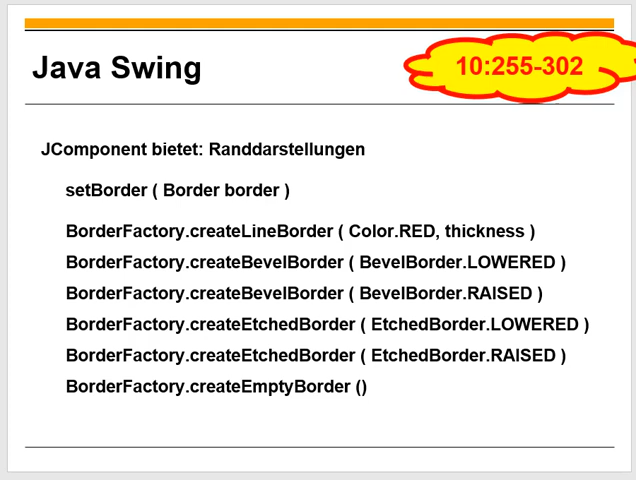 Java Swing
10:255-302
JComponent bietet: Randdarstellungen
setBorder ( Border border )
BorderFactory.createLineBorder ( Color.RED, thickness )
BorderFactory.createBevelBorder ( BevelBorder.LOWERED )
BorderFactory.createBevelBorder ( BevelBorder.RAISED )
BorderFactory.createEtchedBorder ( EtchedBorder.LOWERED )
BorderFactory.createEtchedBorder ( EtchedBorder.RAISED )
BorderFactory.createEmptyBorder ()